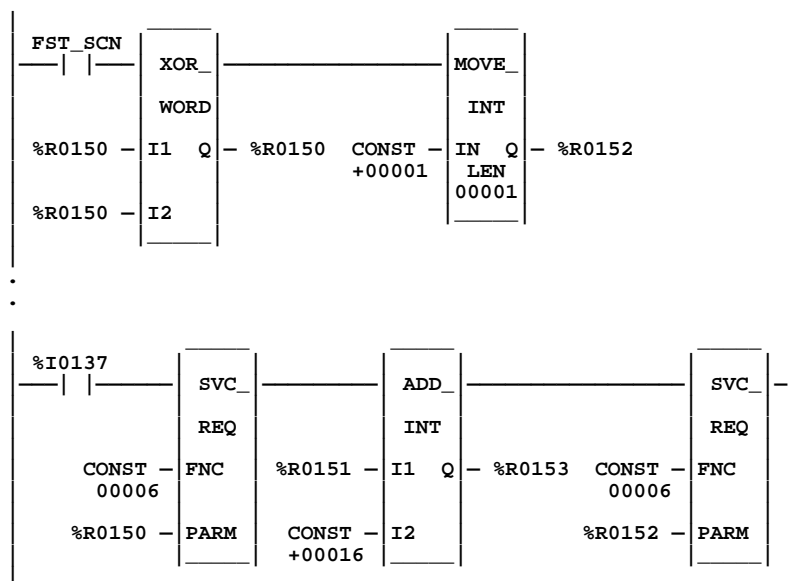 FST_SCN
XOR_ MOVE_
WORD INT
%R0150 I1 Q %R0150 CONST IN Q %R0152
+00001 LEN
00001
%R0150 I2
%I0137
SVC_ ADD_ SVC_
REQ INT REQ
CONST FNC %R0151 I1 Q %R0153 CONST FNC
00006 00006
%R0150 PARM CONST I2 %R0152 PARM
+00016